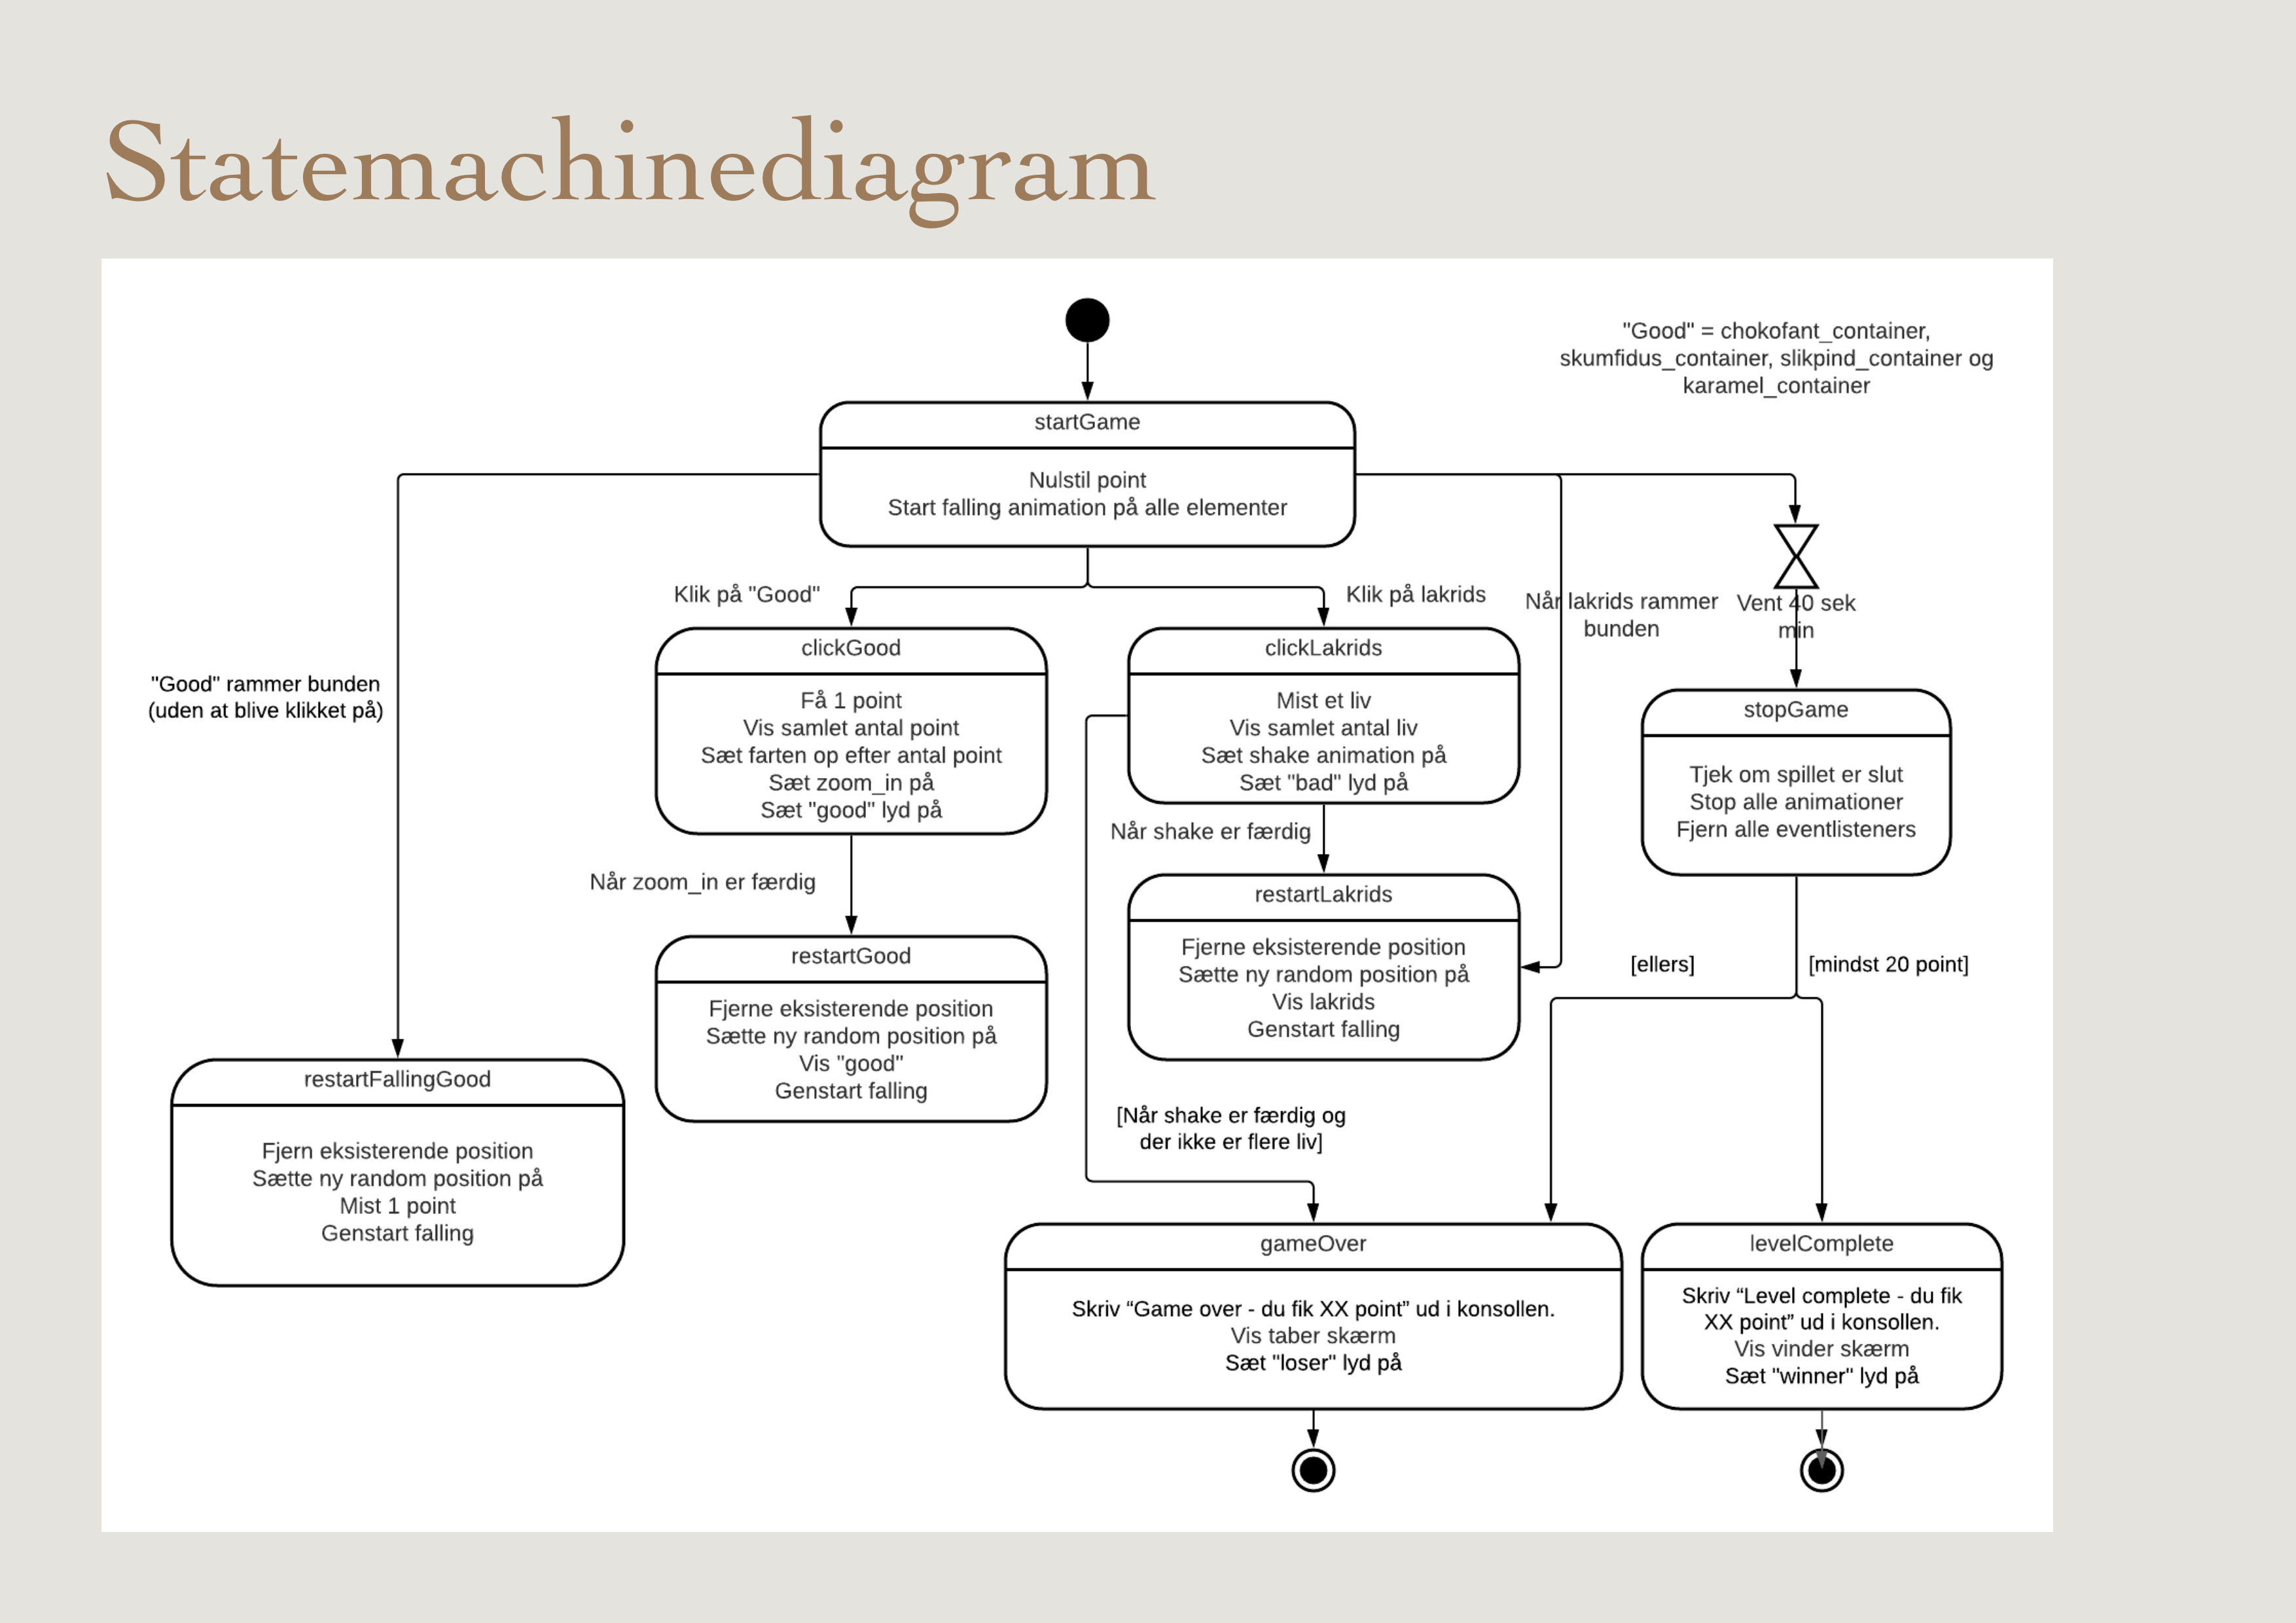 Statemachinediagram
"Good" = chokofant_container,
skumfidus_container, slikpind_container og
karamel_container
startGame
Nulstil point
Start falling animation på alle elementer
Klik på "Good"
Klik på lakrids
Når lakrids rammer
bunden
Vent 40 sek
min
"Good" rammer bunden
(uden at blive klikket på)
clickGood
Få 1 point
Vis samlet antal point
Sæt farten op efter antal point
Sæt zoom_in på
Sæt "good" lyd på
clickLakrids
Mist et liv
Vis samlet antal liv
Sæt shake animation på
Sæt "bad" lyd på
stopGame
Tjek om spillet er slut
Stop alle animationer
Fjern alle eventlisteners
Når zoom_in er færdig
Når shake er færdig
restartGood
Fjerne eksisterende position
Sætte ny random position på
Vis "good"
Genstart falling
restartLakrids
Fjerne eksisterende position
Sætte ny random position på
Vis lakrids
Genstart falling
[ellers]
[mindst 20 point]
restartFallingGood
Fjern eksisterende position
Sætte ny random position på
Mist 1 point
Genstart falling
[Når shake er færdig og
der ikke er flere liv]
gameOver
Skriv “Game over - du fik XX point” ud i konsollen.
Vis taber skærm
Sæt "loser" lyd på
levelComplete
Skriv “Level complete - du fik
XX point” ud i konsollen.
Vis vinder skærm
Sæt "winner" lyd på